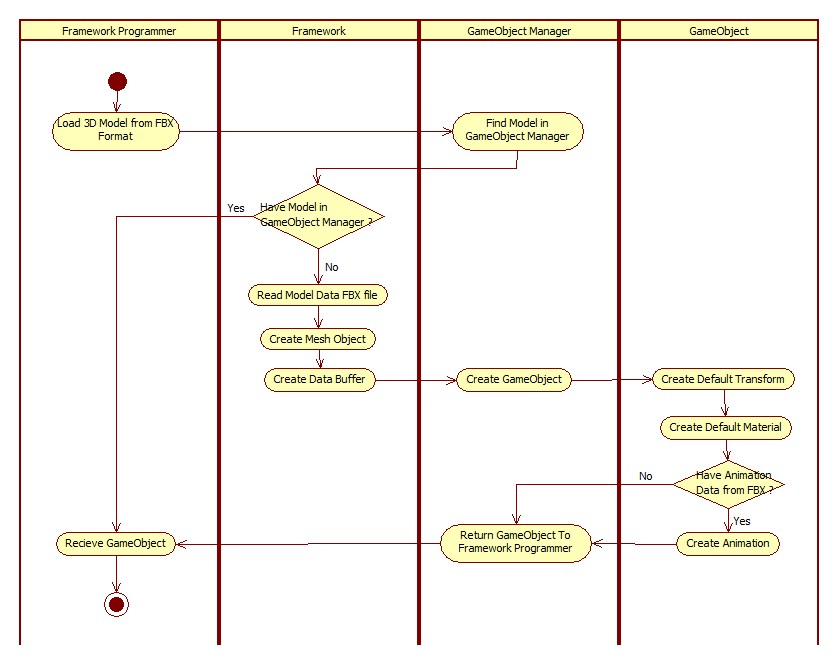 Framework Programmer
Framework
GameObject Manager
GameObject
Load 3D Model from FBX
Format
Find Model in
GameObject Manager
Have Model in
GameObject Manager ?
Yes
No
Read Model Data FBX file
Create Mesh Object
Create Data Buffer
Create GameObject
Create Default Transform
Create Default Material
Have Animation
Data from FBX ?
No
Yes
Create Animation
Return GameObject To
Framework Programmer
Recieve GameObject